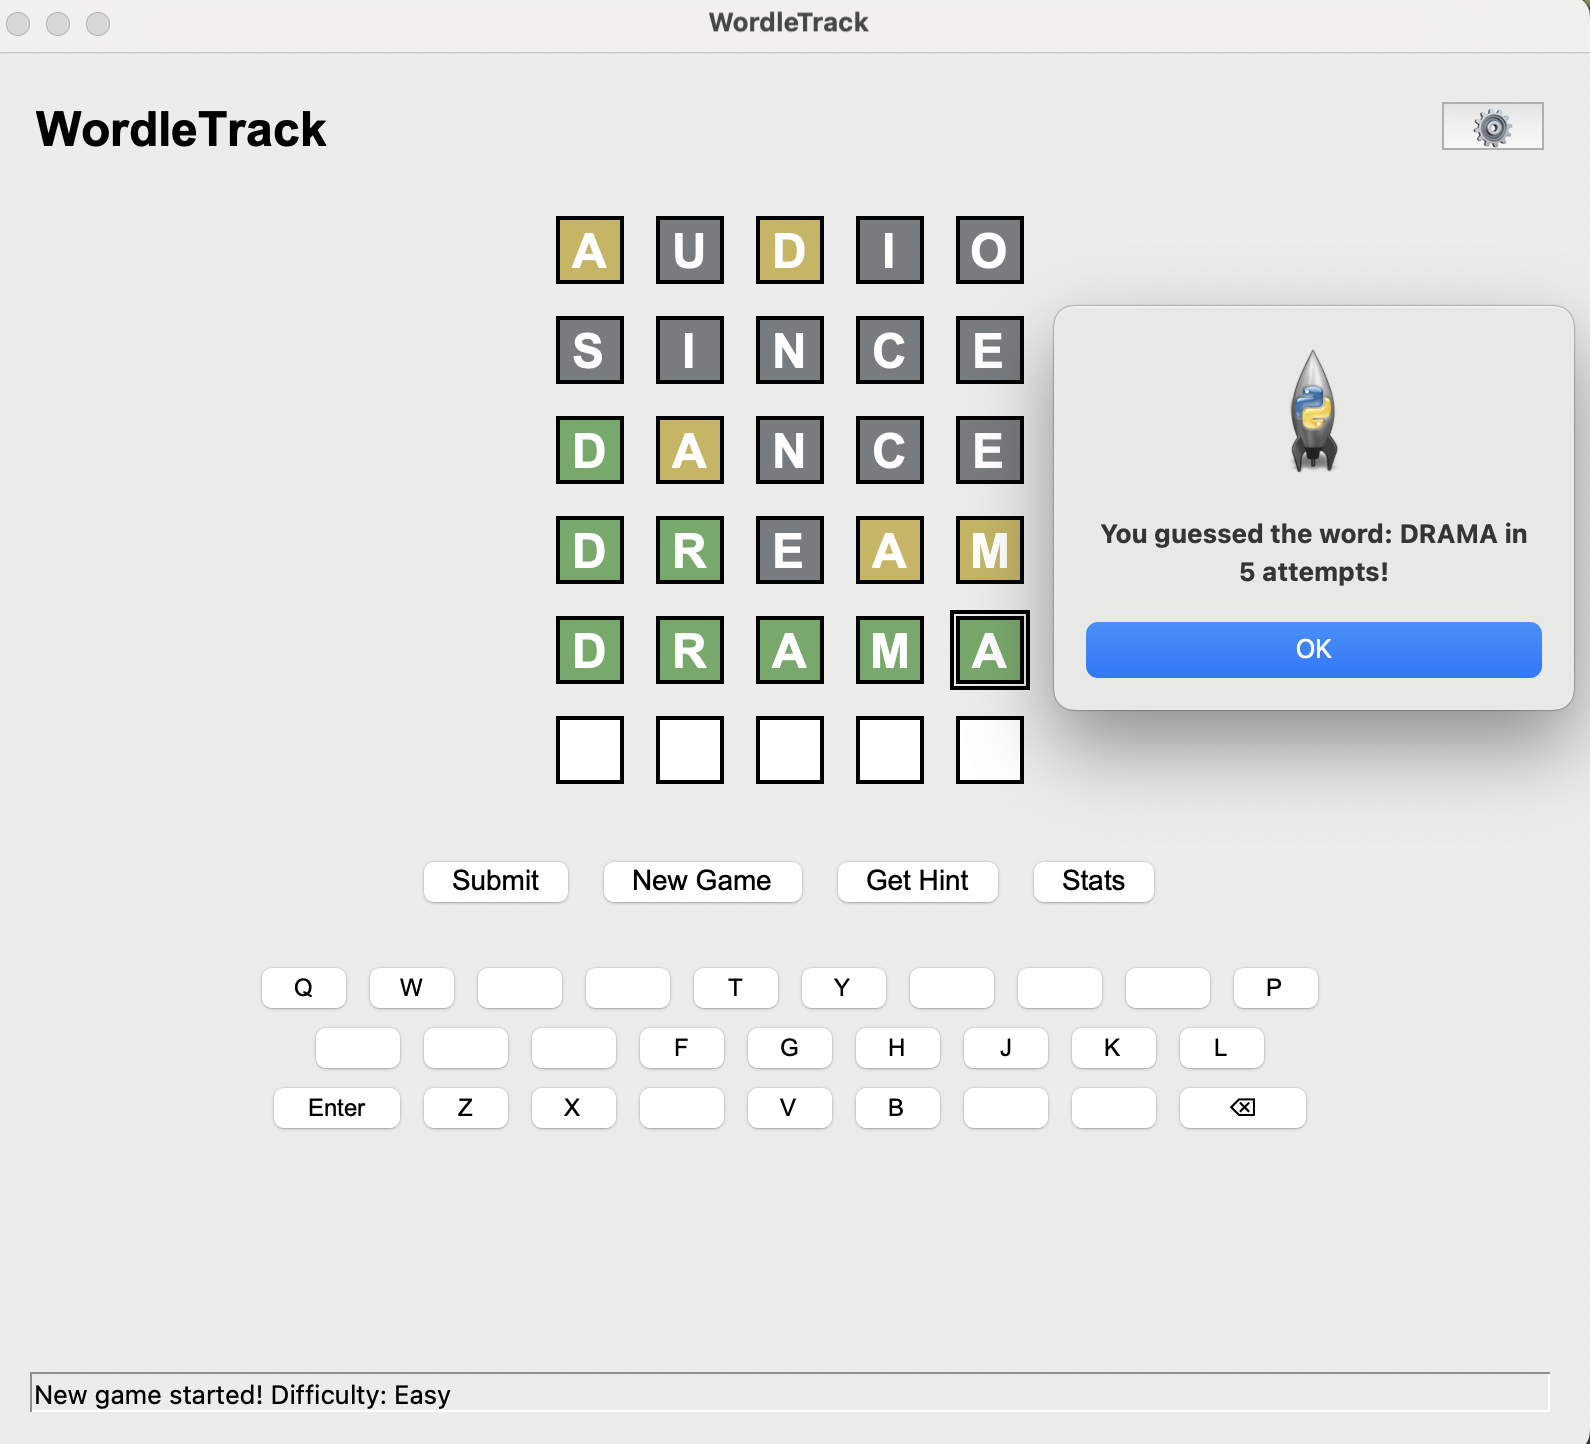 WordleTrack
WordleTrack
A U D I O
S I N C E
D A N C E
D R E A M
D R A M A
You guessed the word: DRAMA in
5 attempts!
OK
Submit New Game Get Hint Stats
Q W T Y P
F G H J K L
Enter Z X V B ⌫
New game started! Difficulty: Easy